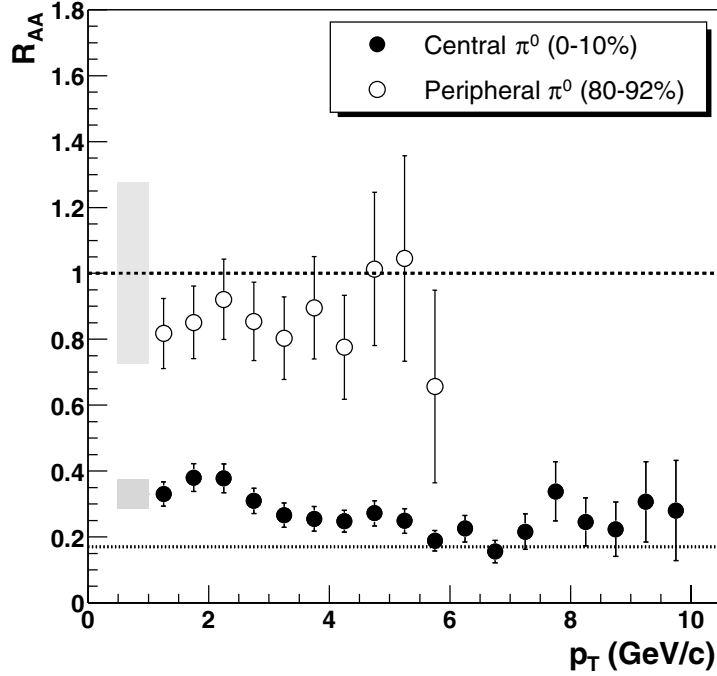 R_AA
1.8
1.6
1.4
1.2
1
0.8
0.6
0.4
0.2
0
Central π⁰ (0-10%)
Peripheral π⁰ (80-92%)
0 2 4 6 8 10
p_T (GeV/c)